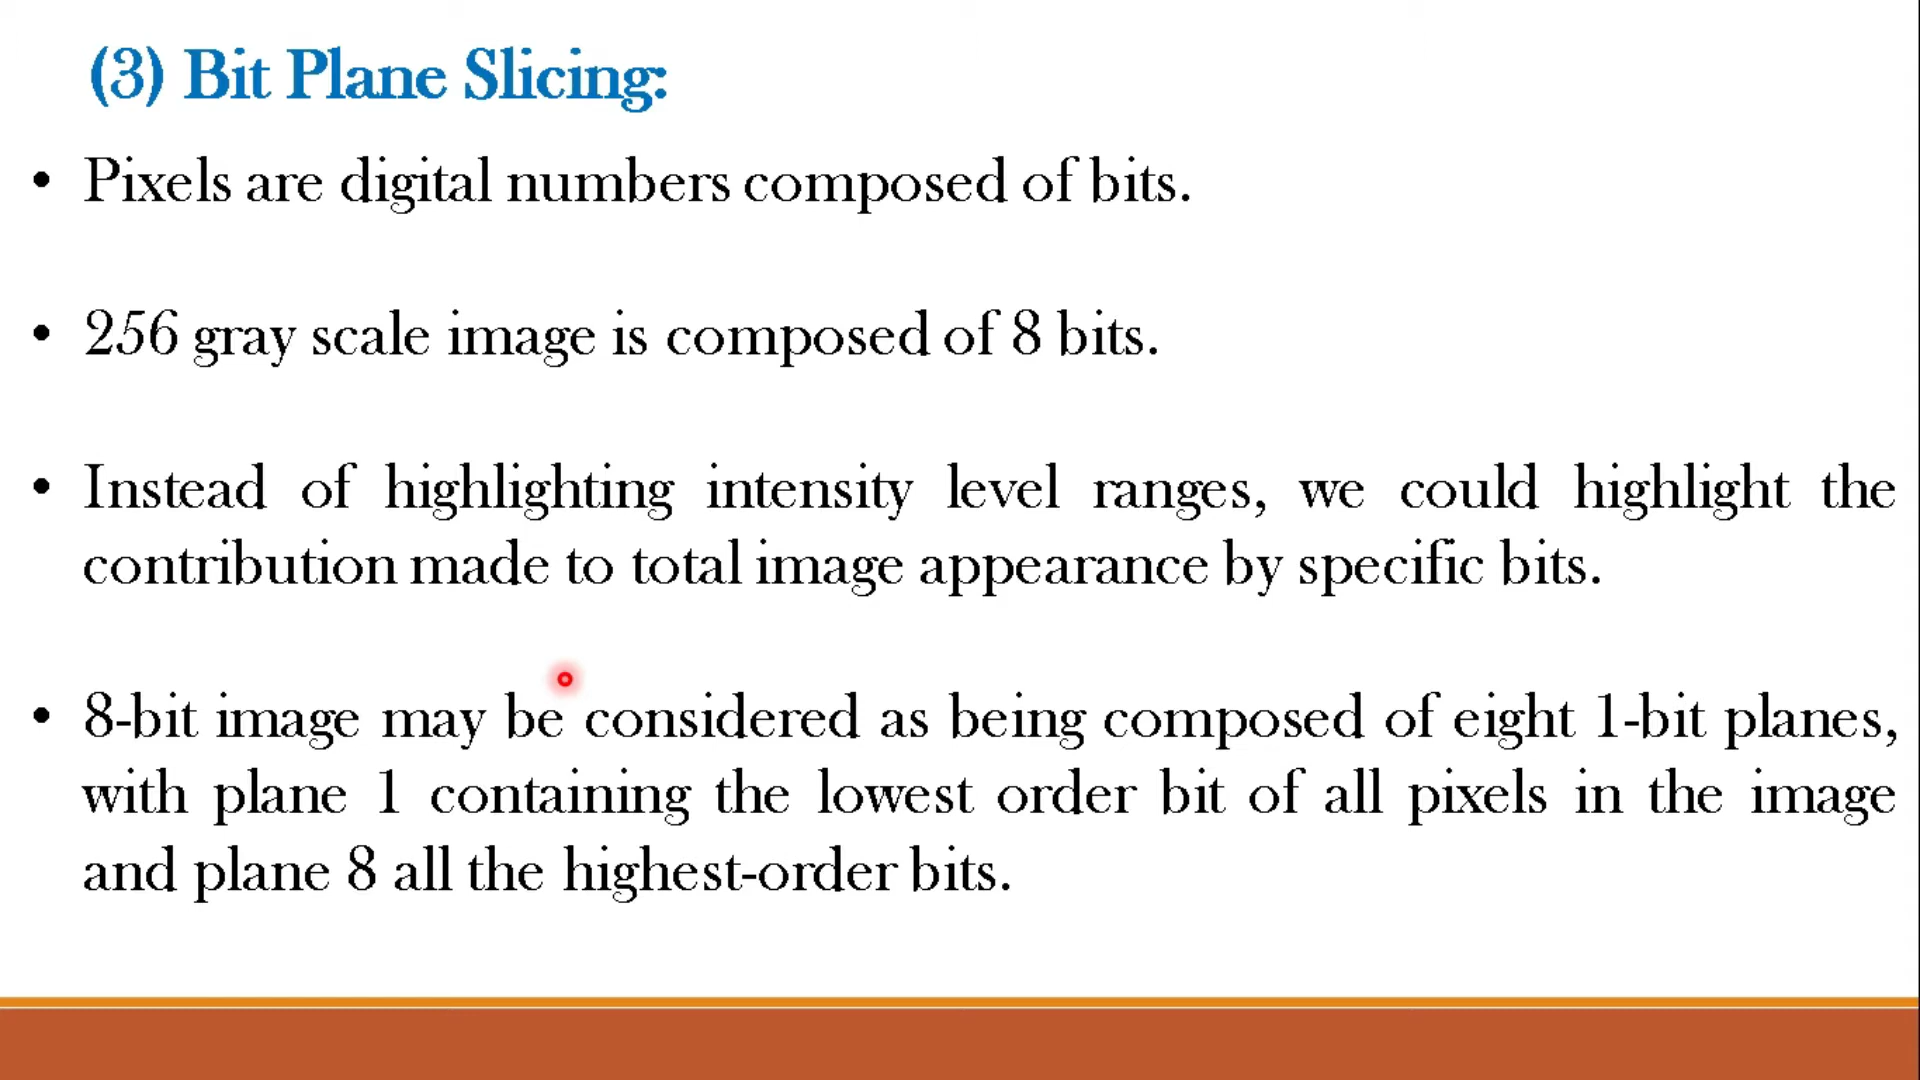 (3) Bit Plane Slicing:
• Pixels are digital numbers composed of bits.
• 256 gray scale image is composed of 8 bits.
• Instead of highlighting intensity level ranges, we could highlight the
contribution made to total image appearance by specific bits.
• 8-bit image may be considered as being composed of eight 1-bit planes,
with plane 1 containing the lowest order bit of all pixels in the image
and plane 8 all the highest-order bits.